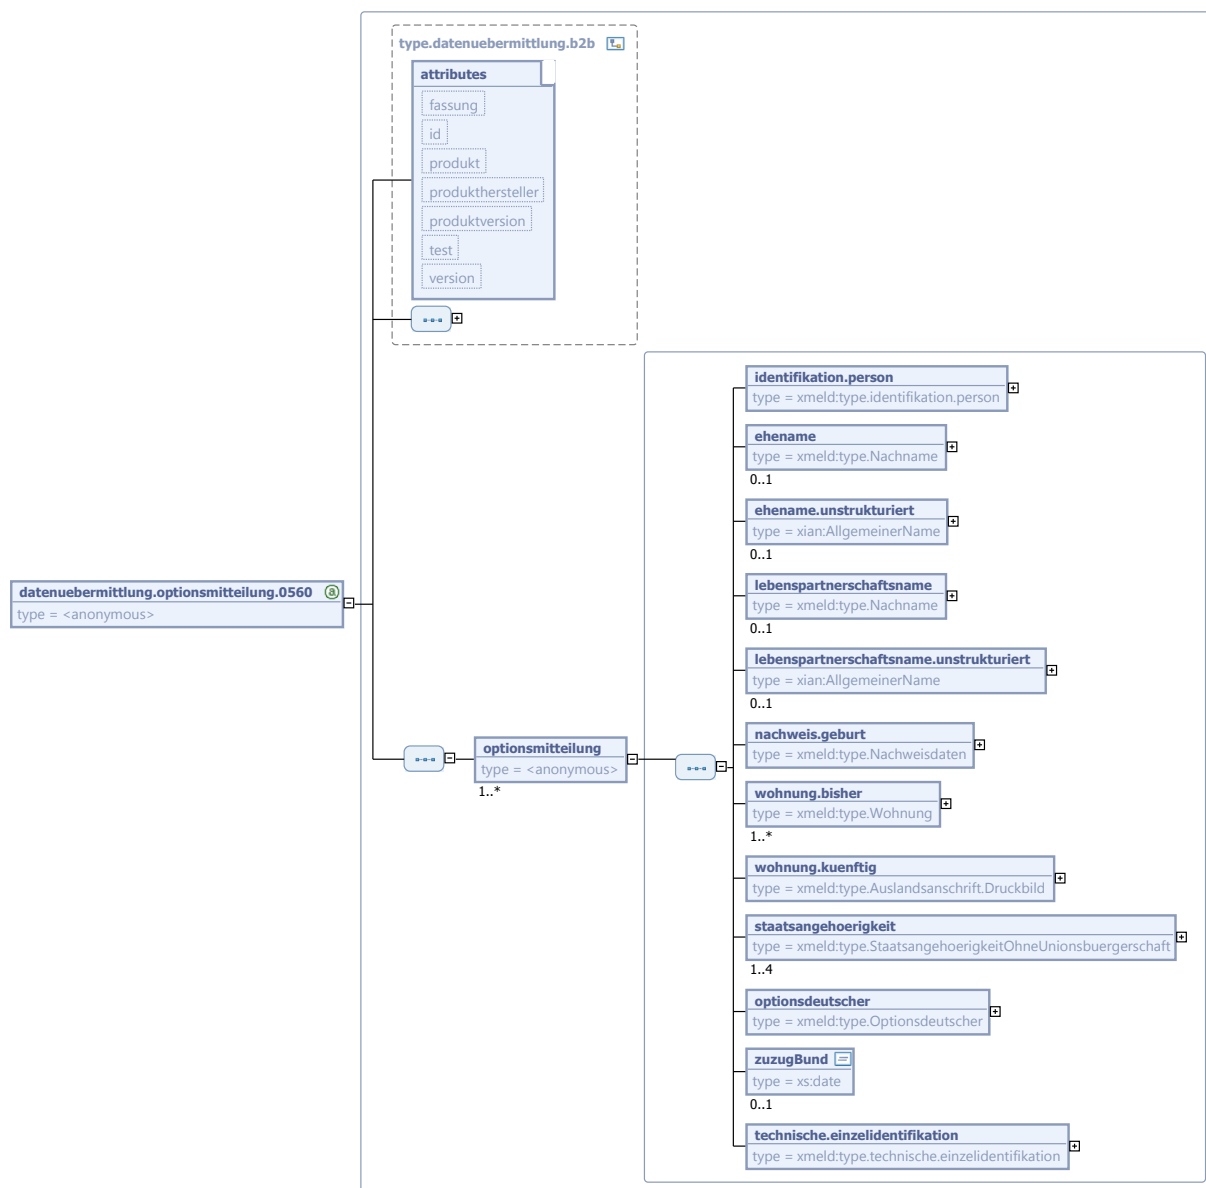 type.datenuebermittlung.b2b
attributes
fassung
id
produkt
produkthersteller
produktversion
test
version
identifikation.person
type = xmeld:type.identifikation.person
ehename
type = xmeld:type.Nachname
0..1
ehename.unstrukturiert
type = xian:AllgemeinerName
0..1
lebenspartnerschaftsname
type = xmeld:type.Nachname
0..1
datenuebermittlung.optionsmitteilung.0560
type = <anonymous>
lebenspartnerschaftsname.unstrukturiert
type = xian:AllgemeinerName
0..1
optionsmitteilung
type = <anonymous>
1..*
nachweis.geburt
type = xmeld:type.Nachweisdaten
wohnung.bisher
type = xmeld:type.Wohnung
1..*
wohnung.kuenftig
type = xmeld:type.Auslandsanschrift.Druckbild
staatsangehoerigkeit
type = xmeld:type.StaatsangehoerigkeitOhneUnionsbuergerschaft
1..4
optionsdeutscher
type = xmeld:type.Optionsdeutscher
zuzugBund
type = xs:date
0..1
technische.einzelidentifikation
type = xmeld:type.technische.einzelidentifikation